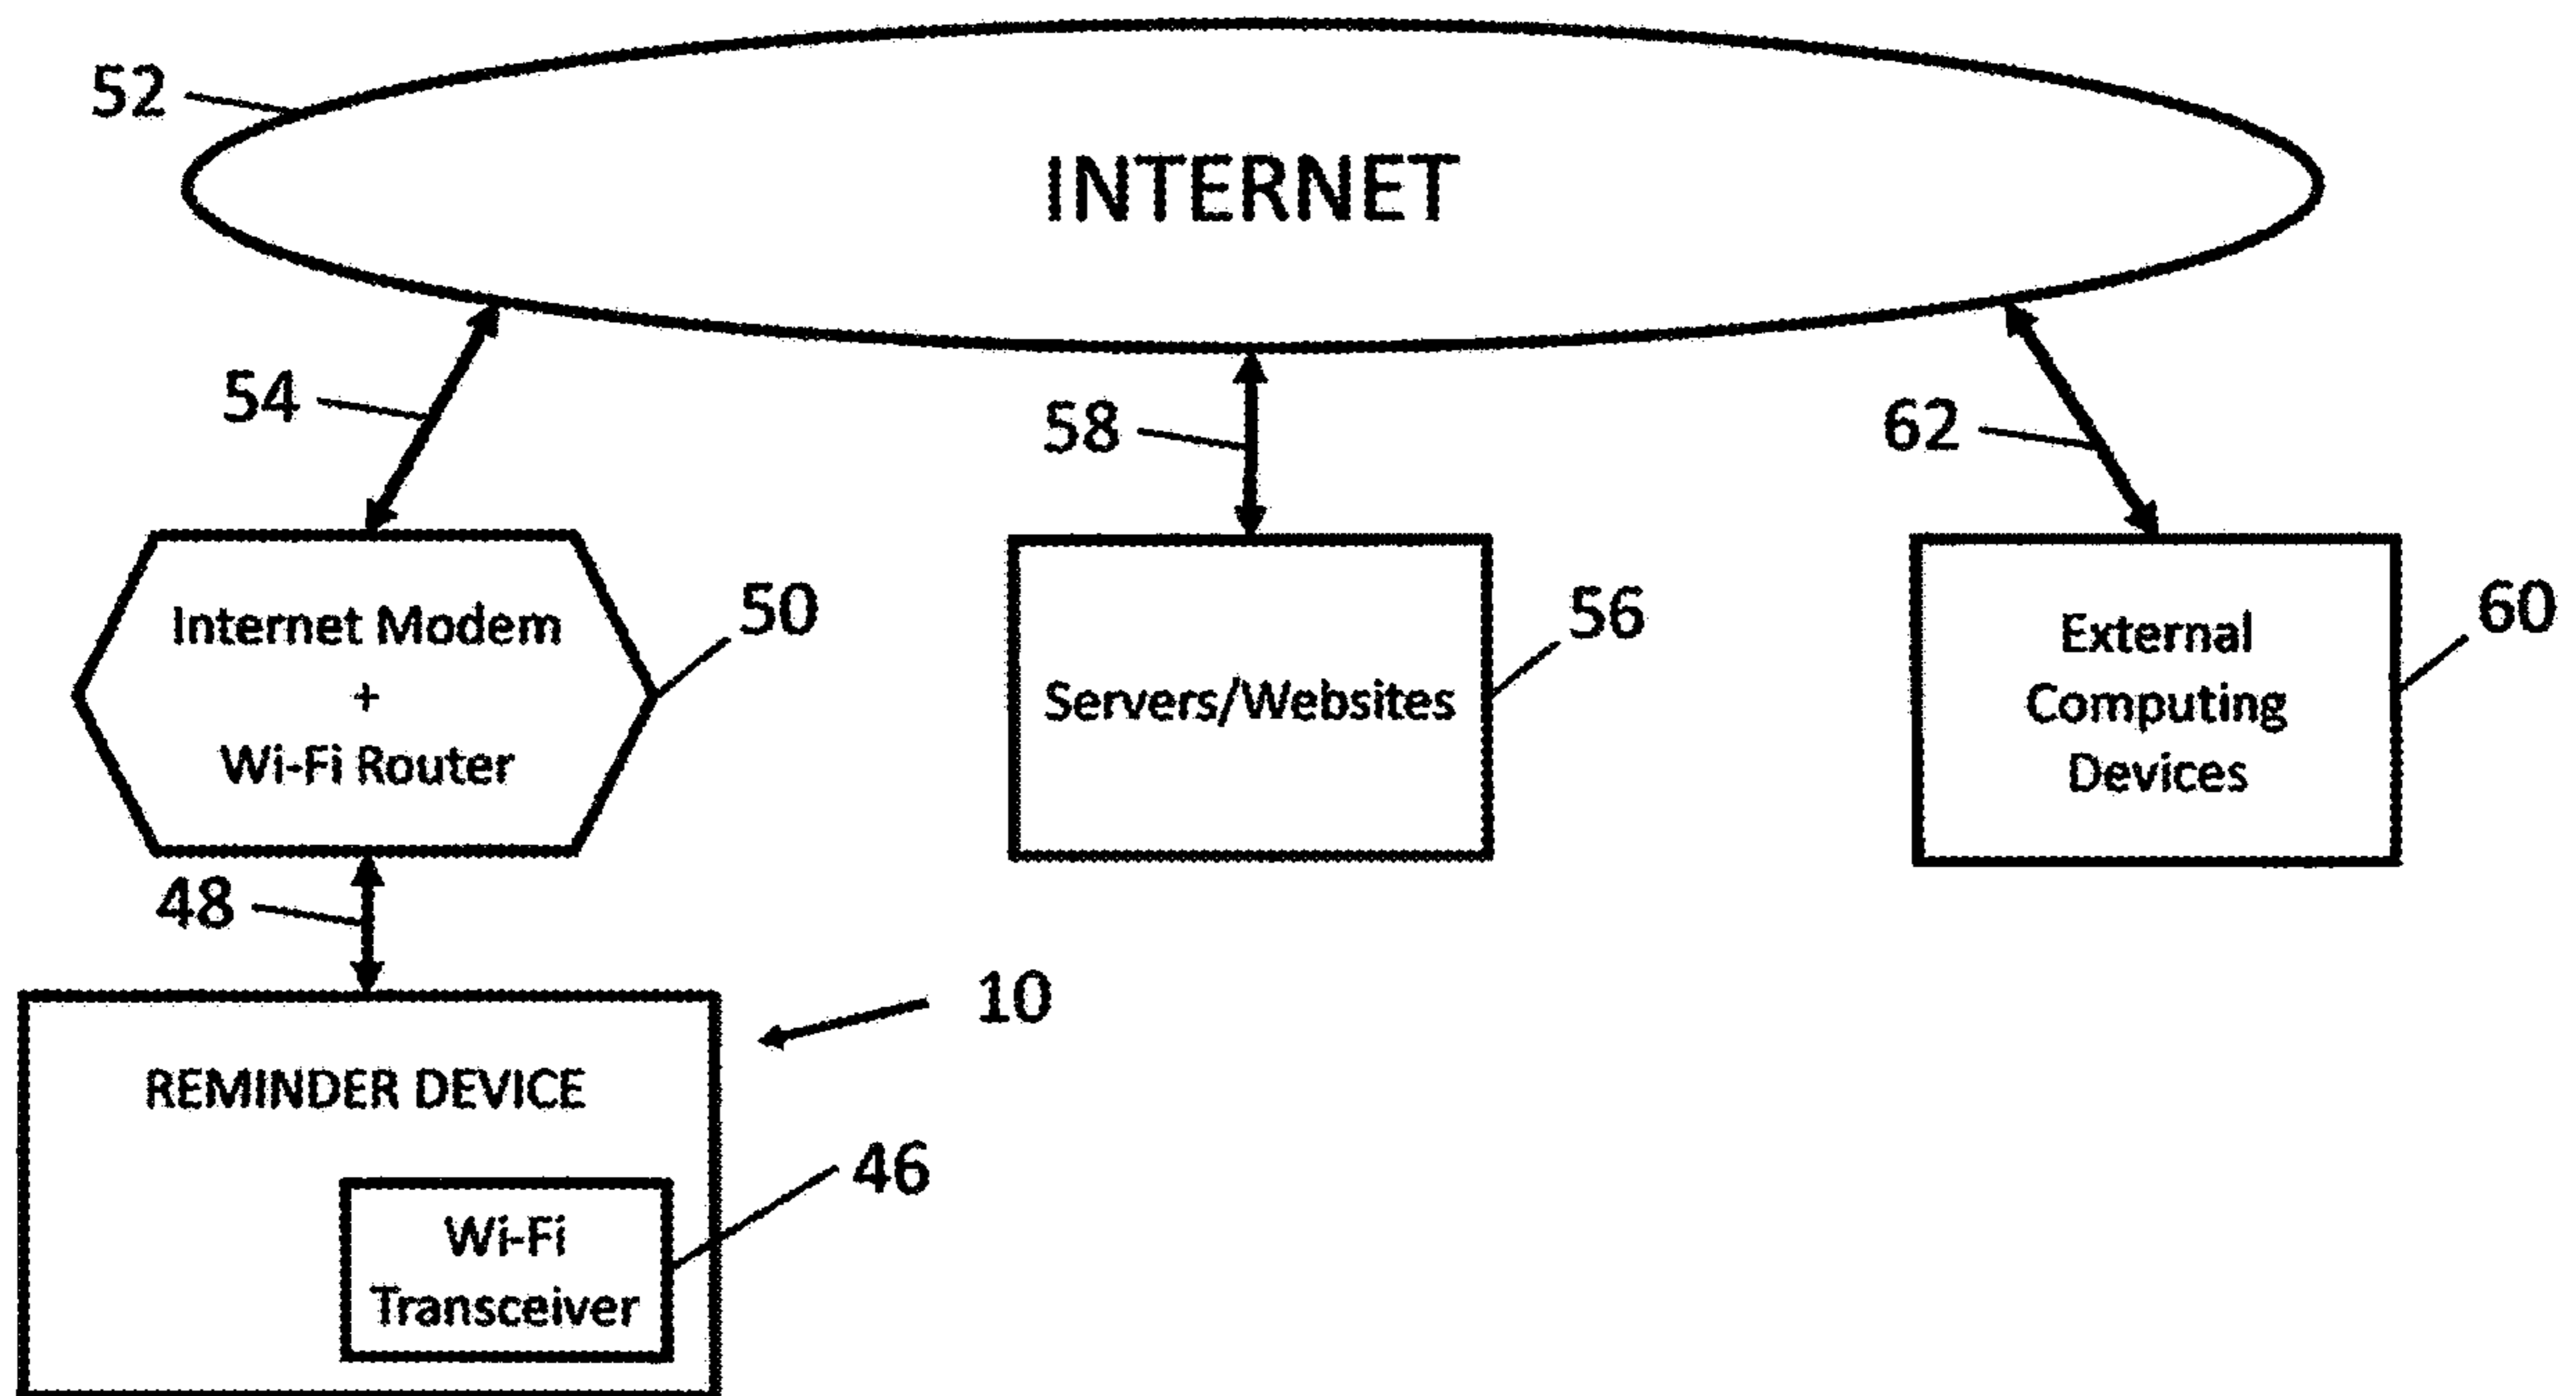 52
INTERNET
54
58
62
Internet Modem
+
Wi-Fi Router
50
Servers/Websites
56
External
Computing
Devices
60
48
10
REMINDER DEVICE
46
Wi-Fi
Transceiver